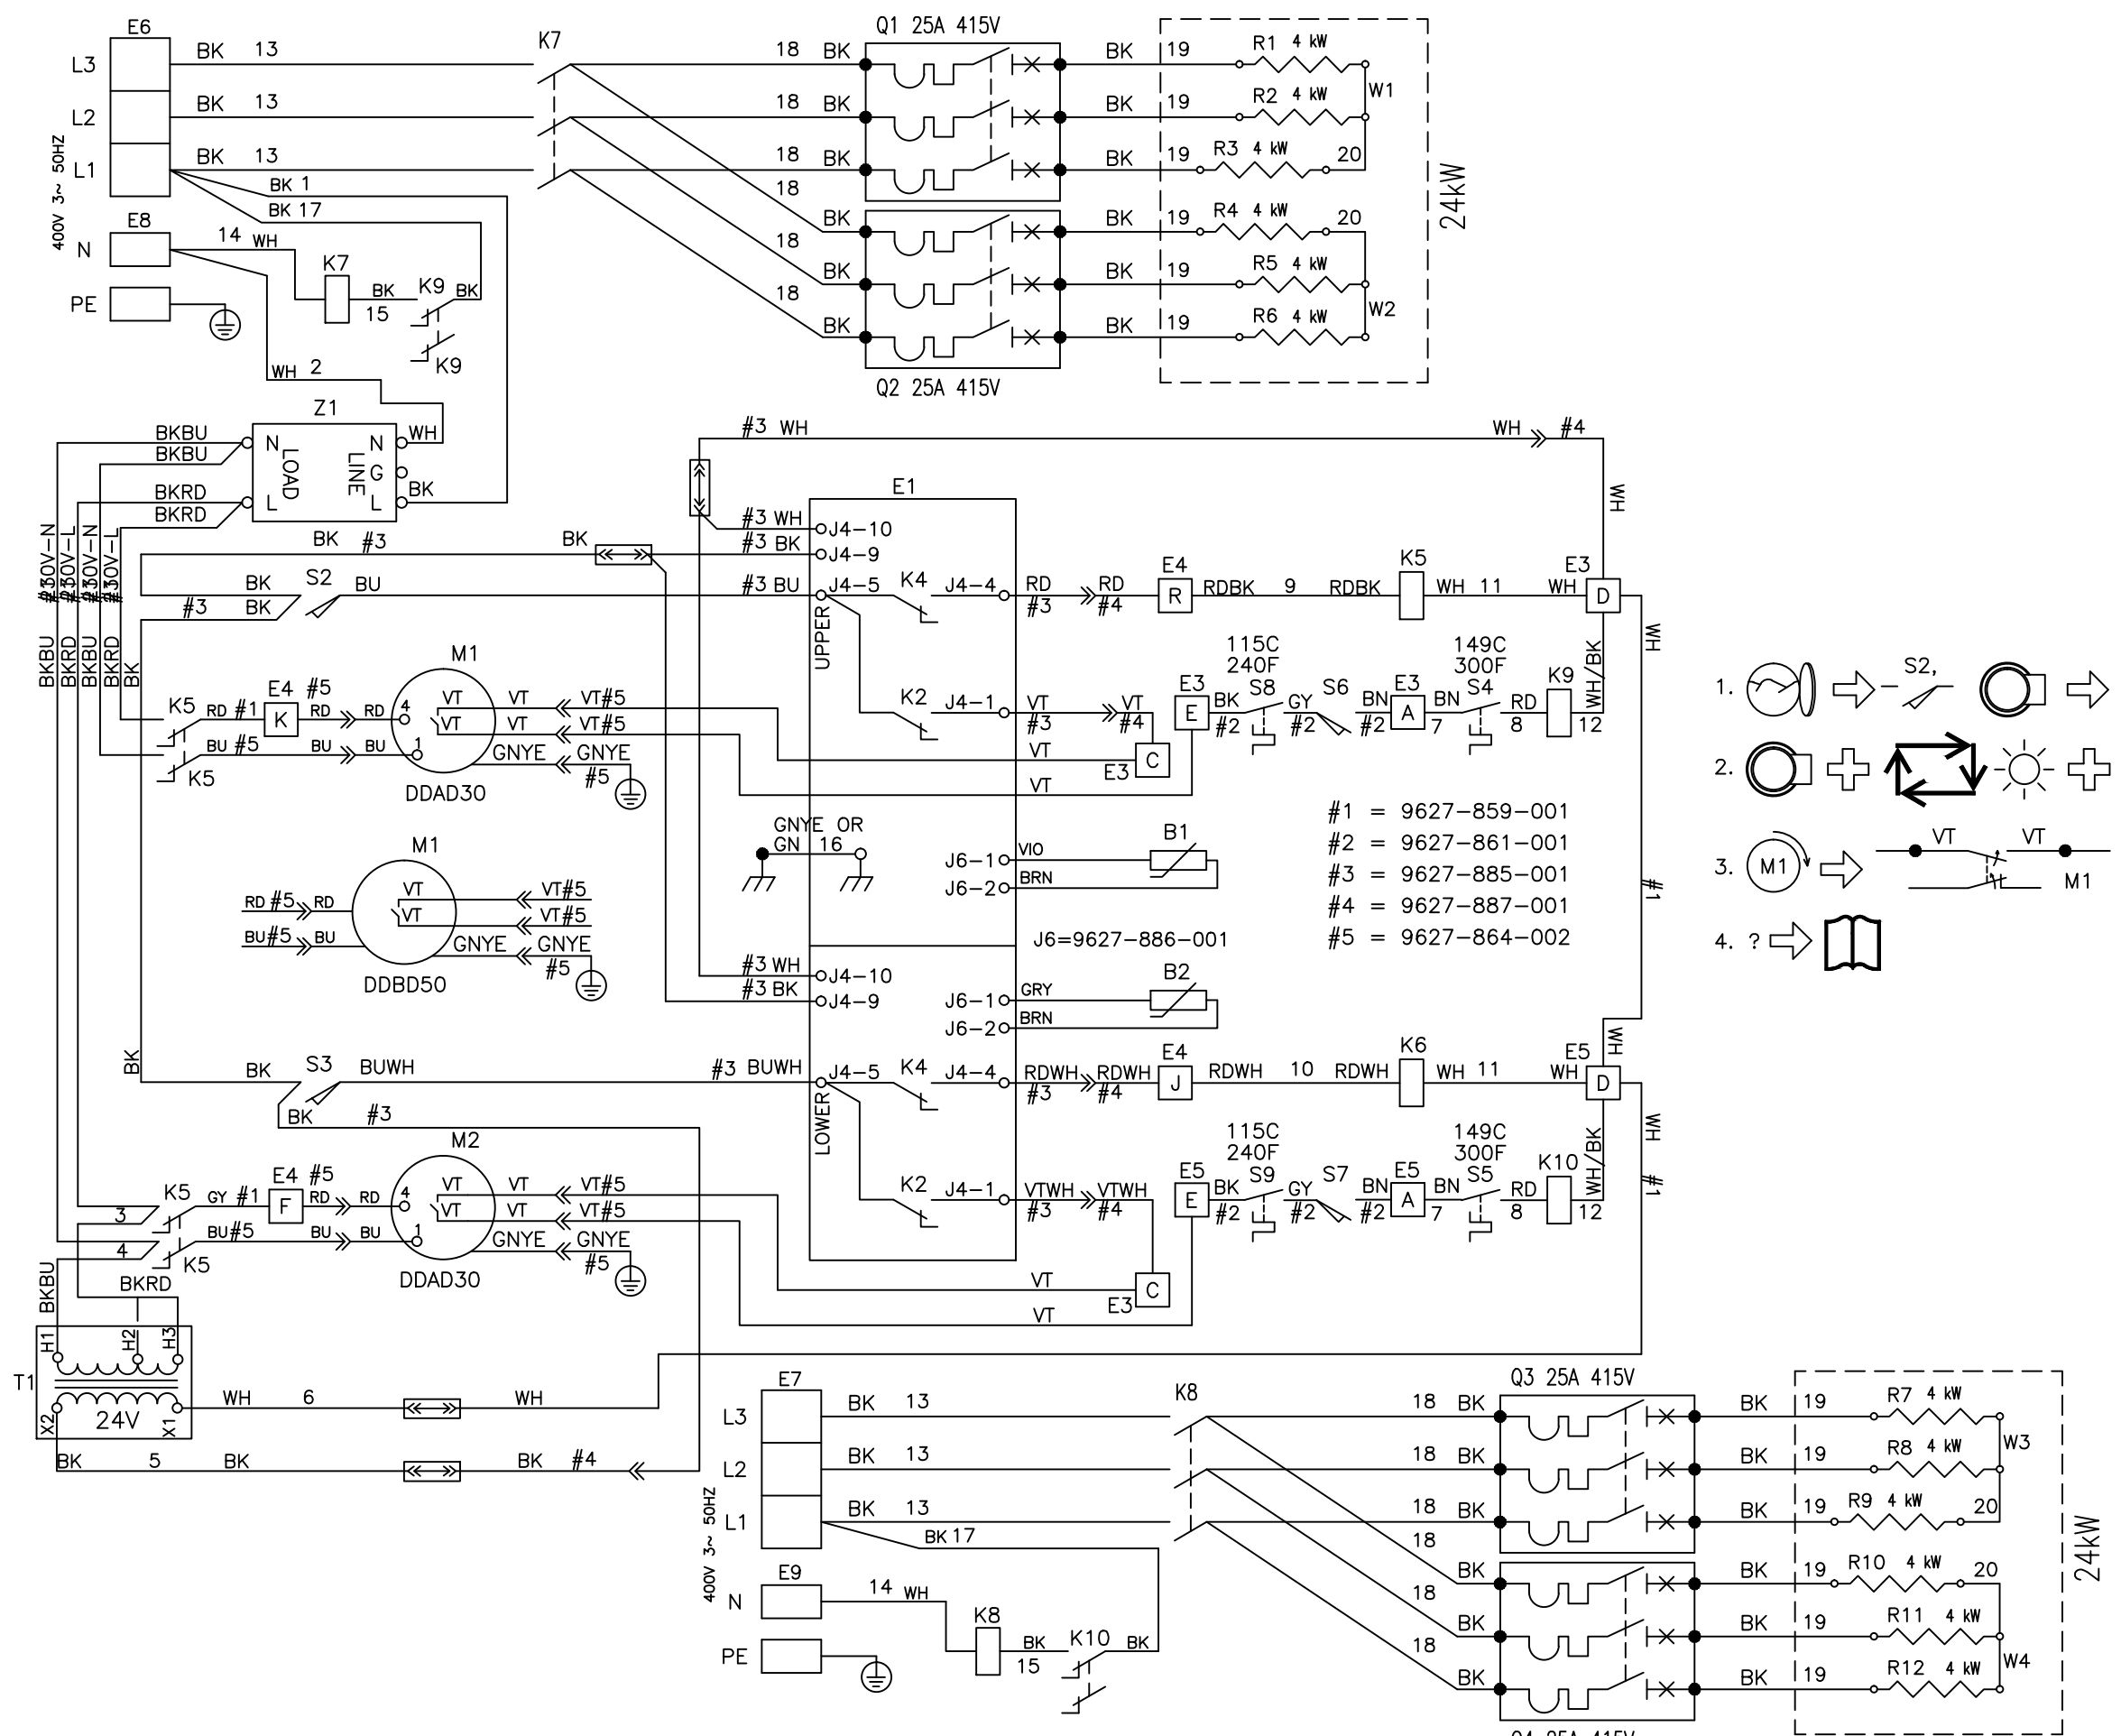 E6
L3 BK 13
L2 BK 13
L1 BK 13
BK 1
BK 17
400V 3~ 50HZ
K7
18 BK
18 BK
18 BK
18 BK
18 BK
18 BK
Q1 25A 415V
Q2 25A 415V
BK 19 R1 4 kW
BK 19 R2 4 kW
W1
BK 19 R3 4 kW 20
BK 19 R4 4 kW 20
BK 19 R5 4 kW
W2
BK 19 R6 4 kW
24kW
E8
N 14 WH
K7 BK 15 K9 BK
K9
PE
WH 2
Z1
BKBU N N WH
BKBU LOAD LINE G
BKRD L L BK
BKRD
#3 WH WH #4
WH
230V-N
230V-L
230V-N
230V-L
BKBU
BKRD
BKBU
BKRD
BK
BK #3 BK
E1
#3 WH J4-10
#3 BK J4-9
BK S2 BU #3 BU J4-5 K4 J4-4 RD #3 RD #4 E4 R RDBK 9 RDBK K5 WH 11 WH E3 D
#3 BK
UPPER
WH
WH/BK
M1
K5 RD #1 E4 K #5 RD RD 4 VT VT VT#5
VT VT VT#5
K5 BU #5 BU BU 1 GNYE GNYE #5
DDAD30
K2 J4-1 VT #3 VT #4
VT E3 C
VT
E3 E BK #2 115C 240F S8 GY #2 S6 BN #2 E3 A BN 7 149C 300F S4 RD 8 K9 12
GNYE OR
GN 16
J6-1 VIO B1
J6-2 BRN
#1 = 9627-859-001
#2 = 9627-861-001
#3 = 9627-885-001
#4 = 9627-887-001
#5 = 9627-864-002
J6=9627-886-001
#1
1. S2,
2.
3. M1 VT VT M1
4. ?
M1
RD #5 RD VT VT#5
VT VT#5
BU#5 BU GNYE GNYE #5
DDBD50
#3 WH J4-10
#3 BK J4-9
J6-1 GRY B2
J6-2 BRN
BK
BK S3 BUWH #3 BUWH J4-5 K4 J4-4 RDWH #3 RDWH #4 E4 J RDWH 10 RDWH K6 WH 11 WH E5 D
WH
BK #3
LOWER
WH
#1
WH/BK
M2
3 K5 GY #1 E4 F #5 RD RD 4 VT VT VT#5
VT VT VT#5
4 K5 BU#5 BU BU 1 GNYE GNYE #5
DDAD30
K2 J4-1 VTWH #3 VTWH #4
VT E3 C
VT
E5 E BK #2 115C 240F S9 GY #2 S7 BN #2 E5 A BN 7 149C 300F S5 RD 8 K10 12
BKBU BKRD
H1 H2 H3
T1
24V
X2 X1
WH 6 WH
BK 5 BK BK #4
E7
L3 BK 13
L2 BK 13
L1 BK 13
BK 17
400V 3~ 50HZ
K8
18 BK
18 BK
18 BK
18 BK
18 BK
18 BK
Q3 25A 415V
Q4 25A 415V
BK 19 R7 4 kW
W3
BK 19 R8 4 kW
BK 19 R9 4 kW 20
BK 19 R10 4 kW 20
BK 19 R11 4 kW
W4
BK 19 R12 4 kW
24kW
E9
N 14 WH
K8 BK 15 K10 BK
PE